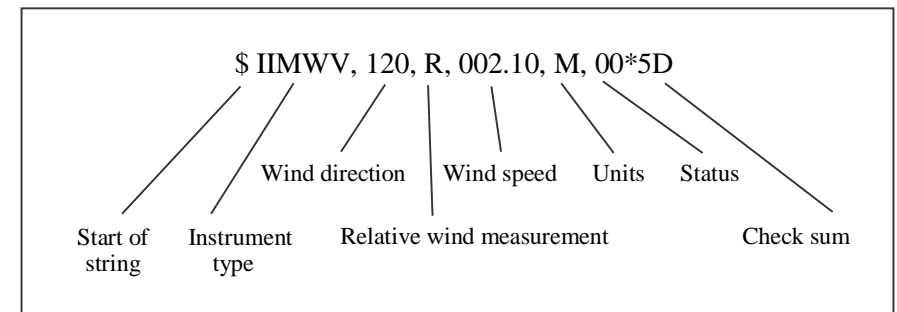 $ IIMWV, 120, R, 002.10, M, 00*5D
Wind direction Wind speed Units Status
Start of string Instrument type Relative wind measurement Check sum